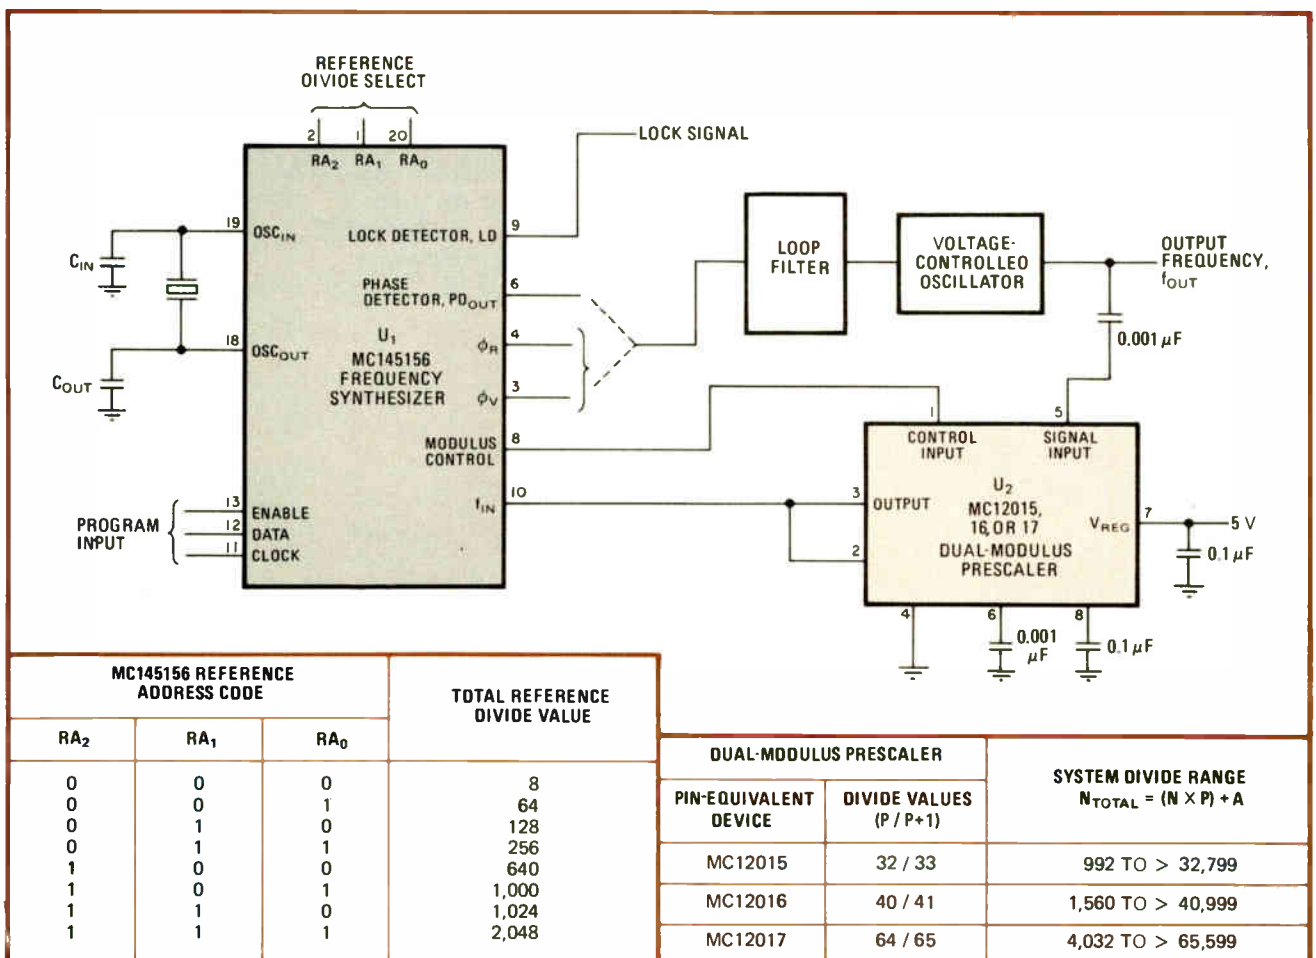 REFERENCE
OIVIOE SELECT
2 1 20
RA2 RA1 RA0
LOCK SIGNAL
19 OSCIN
LOCK DETECTOR, LD 9
CIN
PHASE
DETECTOR, PDOUT 6
18 OSCOUT
COUT
U1
MC145156
FREQUENCY
SYNTHESIZER
ϕR 4
ϕV 3
MODULUS
CONTROL 8
fIN 10
PROGRAM
INPUT
13 ENABLE
12 DATA
11 CLOCK
LOOP
FILTER
VOLTAGE-
CONTROLLEO
OSCILLATOR
OUTPUT
FREQUENCY,
fOUT
0.001 μF
1 5
CONTROL
INPUT
SIGNAL
INPUT
3 OUTPUT
2
U2
MC12015,
16, OR 17
DUAL-MODULUS
PRESCALER
VREG 7
5 V
0.1 μF
4 6 8
0.001
μF
0.1 μF
MC145156 REFERENCE
ADDRESS CODE
TOTAL REFERENCE
DIVIDE VALUE
RA2 RA1 RA0
0 0 0 8
0 0 1 64
0 1 0 128
0 1 1 256
1 0 0 640
1 0 1 1,000
1 1 0 1,024
1 1 1 2,048
DUAL-MODULUS PRESCALER
SYSTEM DIVIDE RANGE
NTOTAL = (N × P) + A
PIN-EQUIVALENT
DEVICE
DIVIDE VALUES
(P / P+1)
MC12015 32 / 33 992 TO > 32,799
MC12016 40 / 41 1,560 TO > 40,999
MC12017 64 / 65 4,032 TO > 65,599